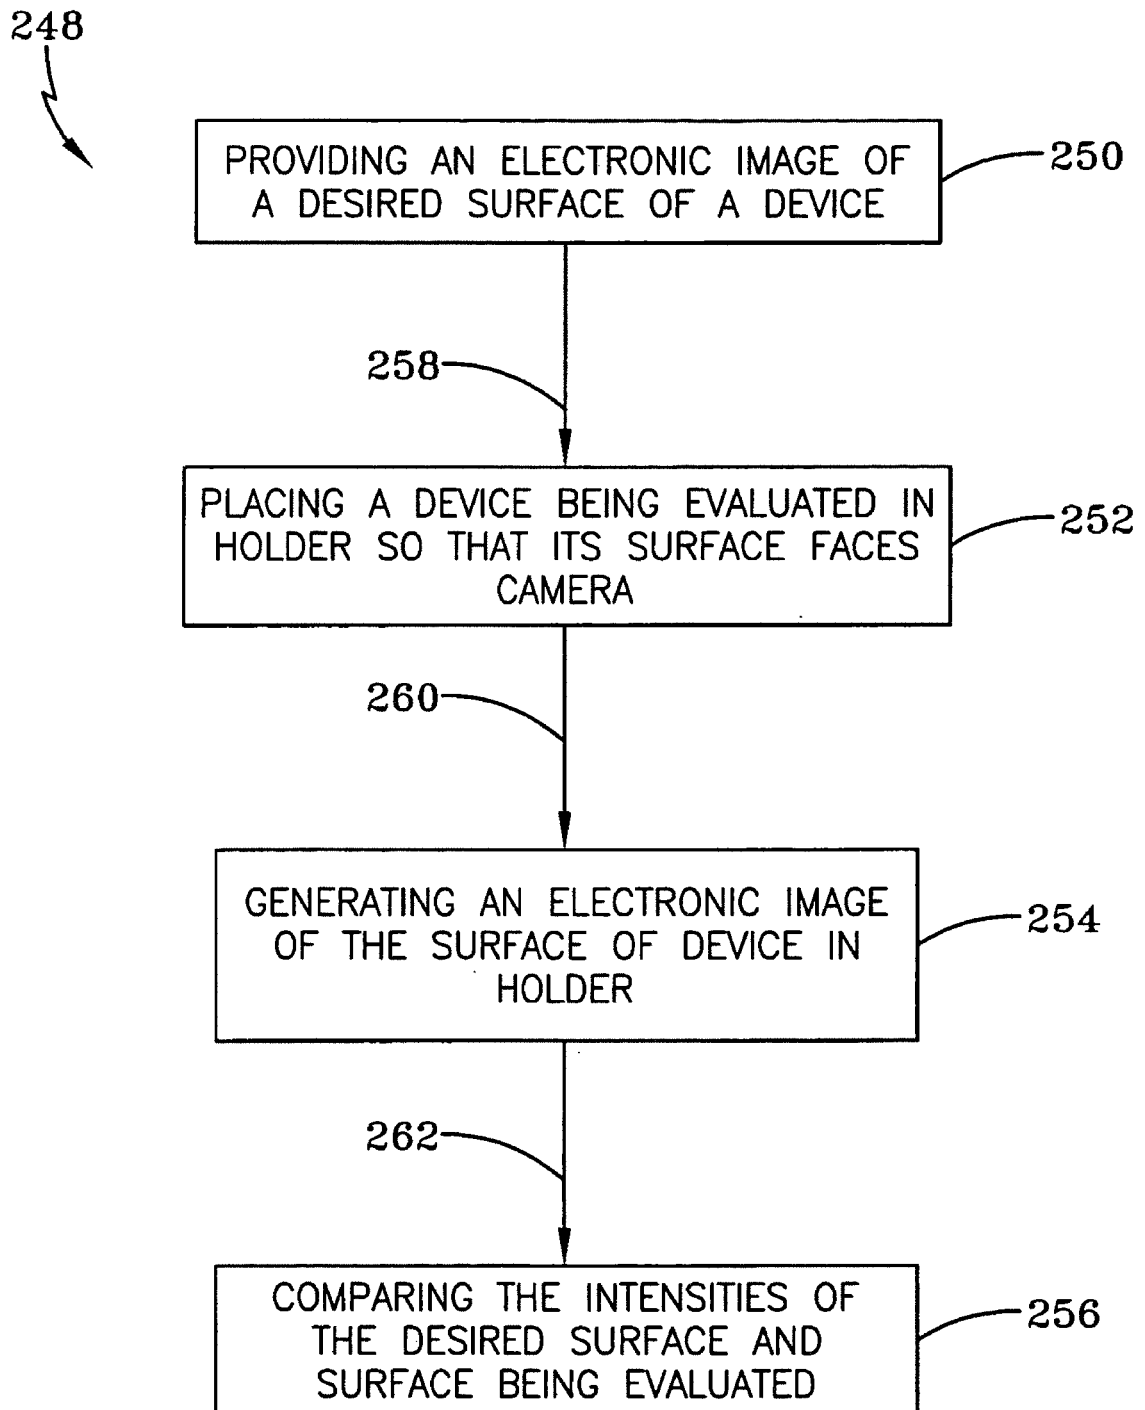 248
PROVIDING AN ELECTRONIC IMAGE OF
A DESIRED SURFACE OF A DEVICE
250
258
PLACING A DEVICE BEING EVALUATED IN
HOLDER SO THAT ITS SURFACE FACES
CAMERA
252
260
GENERATING AN ELECTRONIC IMAGE
OF THE SURFACE OF DEVICE IN
HOLDER
254
262
COMPARING THE INTENSITIES OF
THE DESIRED SURFACE AND
SURFACE BEING EVALUATED
256